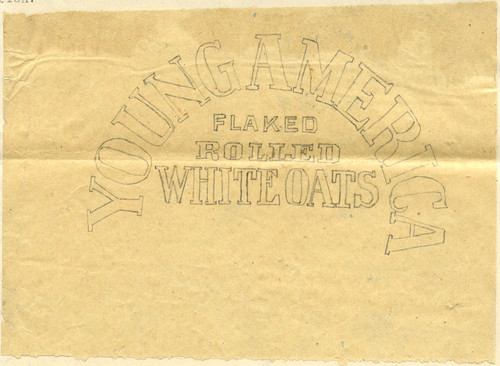 YOUNG AMERICA
FLAKED
ROLLED
WHITE OATS